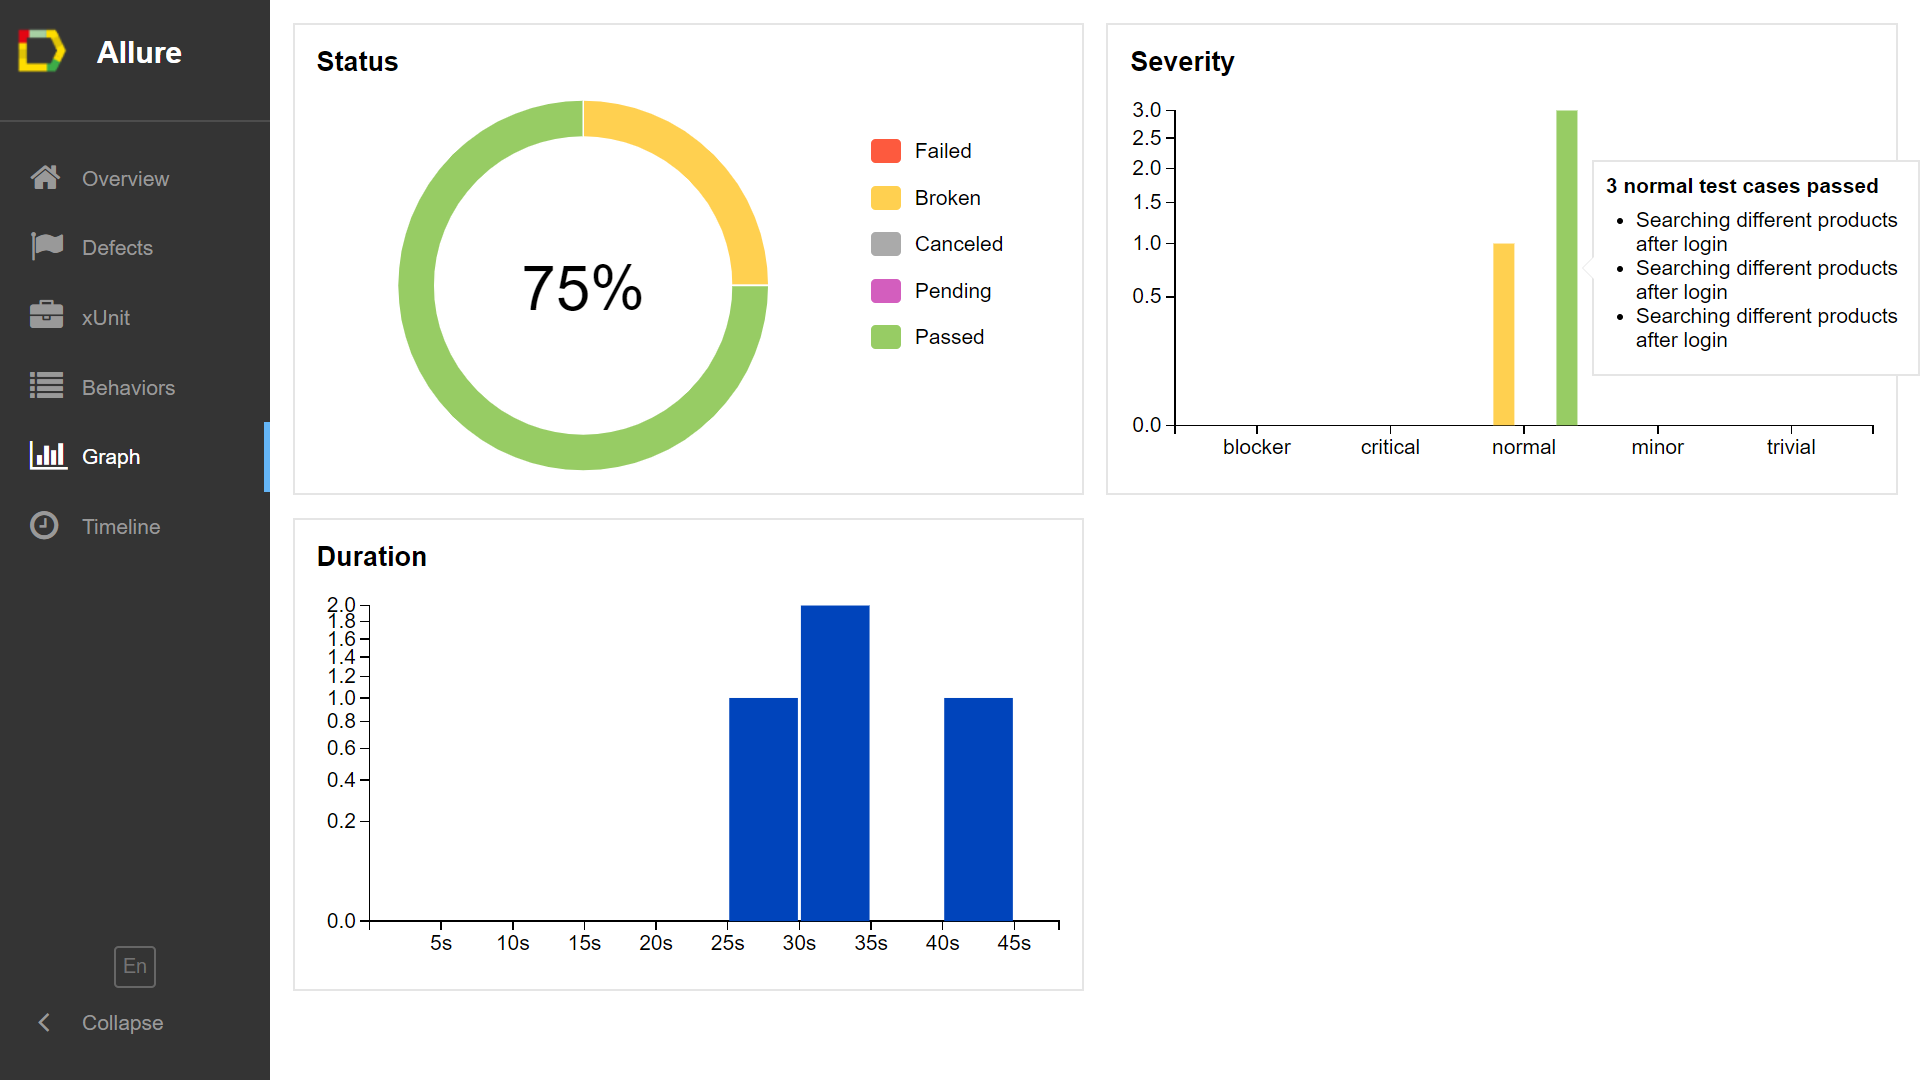 Allure
Overview
Defects
xUnit
Behaviors
Graph
Timeline
En
Collapse
Status
75%
Failed
Broken
Canceled
Pending
Passed
Severity
3.0
2.5
2.0
1.5
1.0
0.5
0.0
blocker critical normal minor trivial
3 normal test cases passed
Searching different products
after login
Searching different products
after login
Searching different products
after login
Duration
2.0
1.8
1.6
1.4
1.2
1.0
0.8
0.6
0.4
0.2
0.0
5s 10s 15s 20s 25s 30s 35s 40s 45s